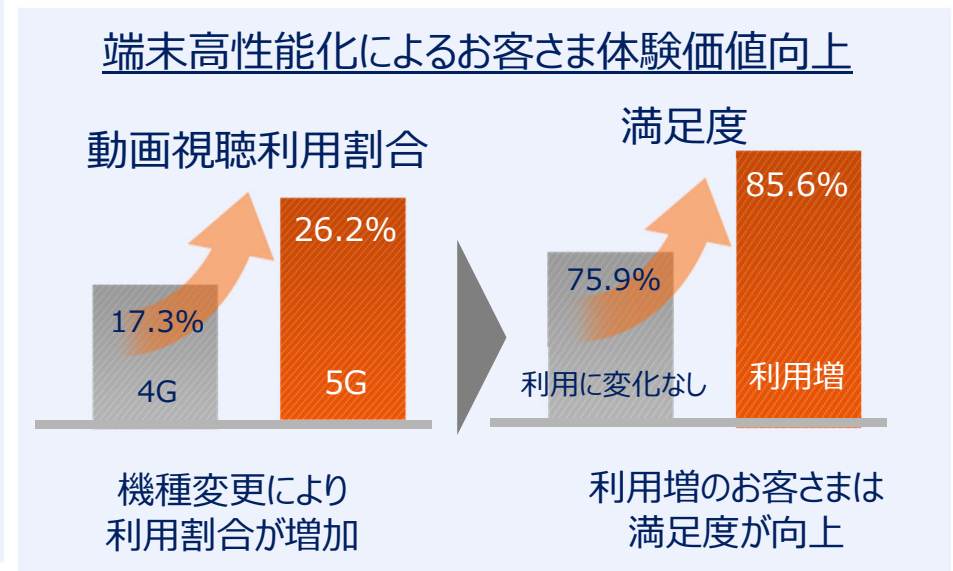 端末高性能化によるお客さま体験価値向上
動画視聴利用割合
17.3%
4G
26.2%
5G
機種変更により
利用割合が増加
満足度
75.9%
利用に変化なし
85.6%
利用増
利用増のお客さまは
満足度が向上